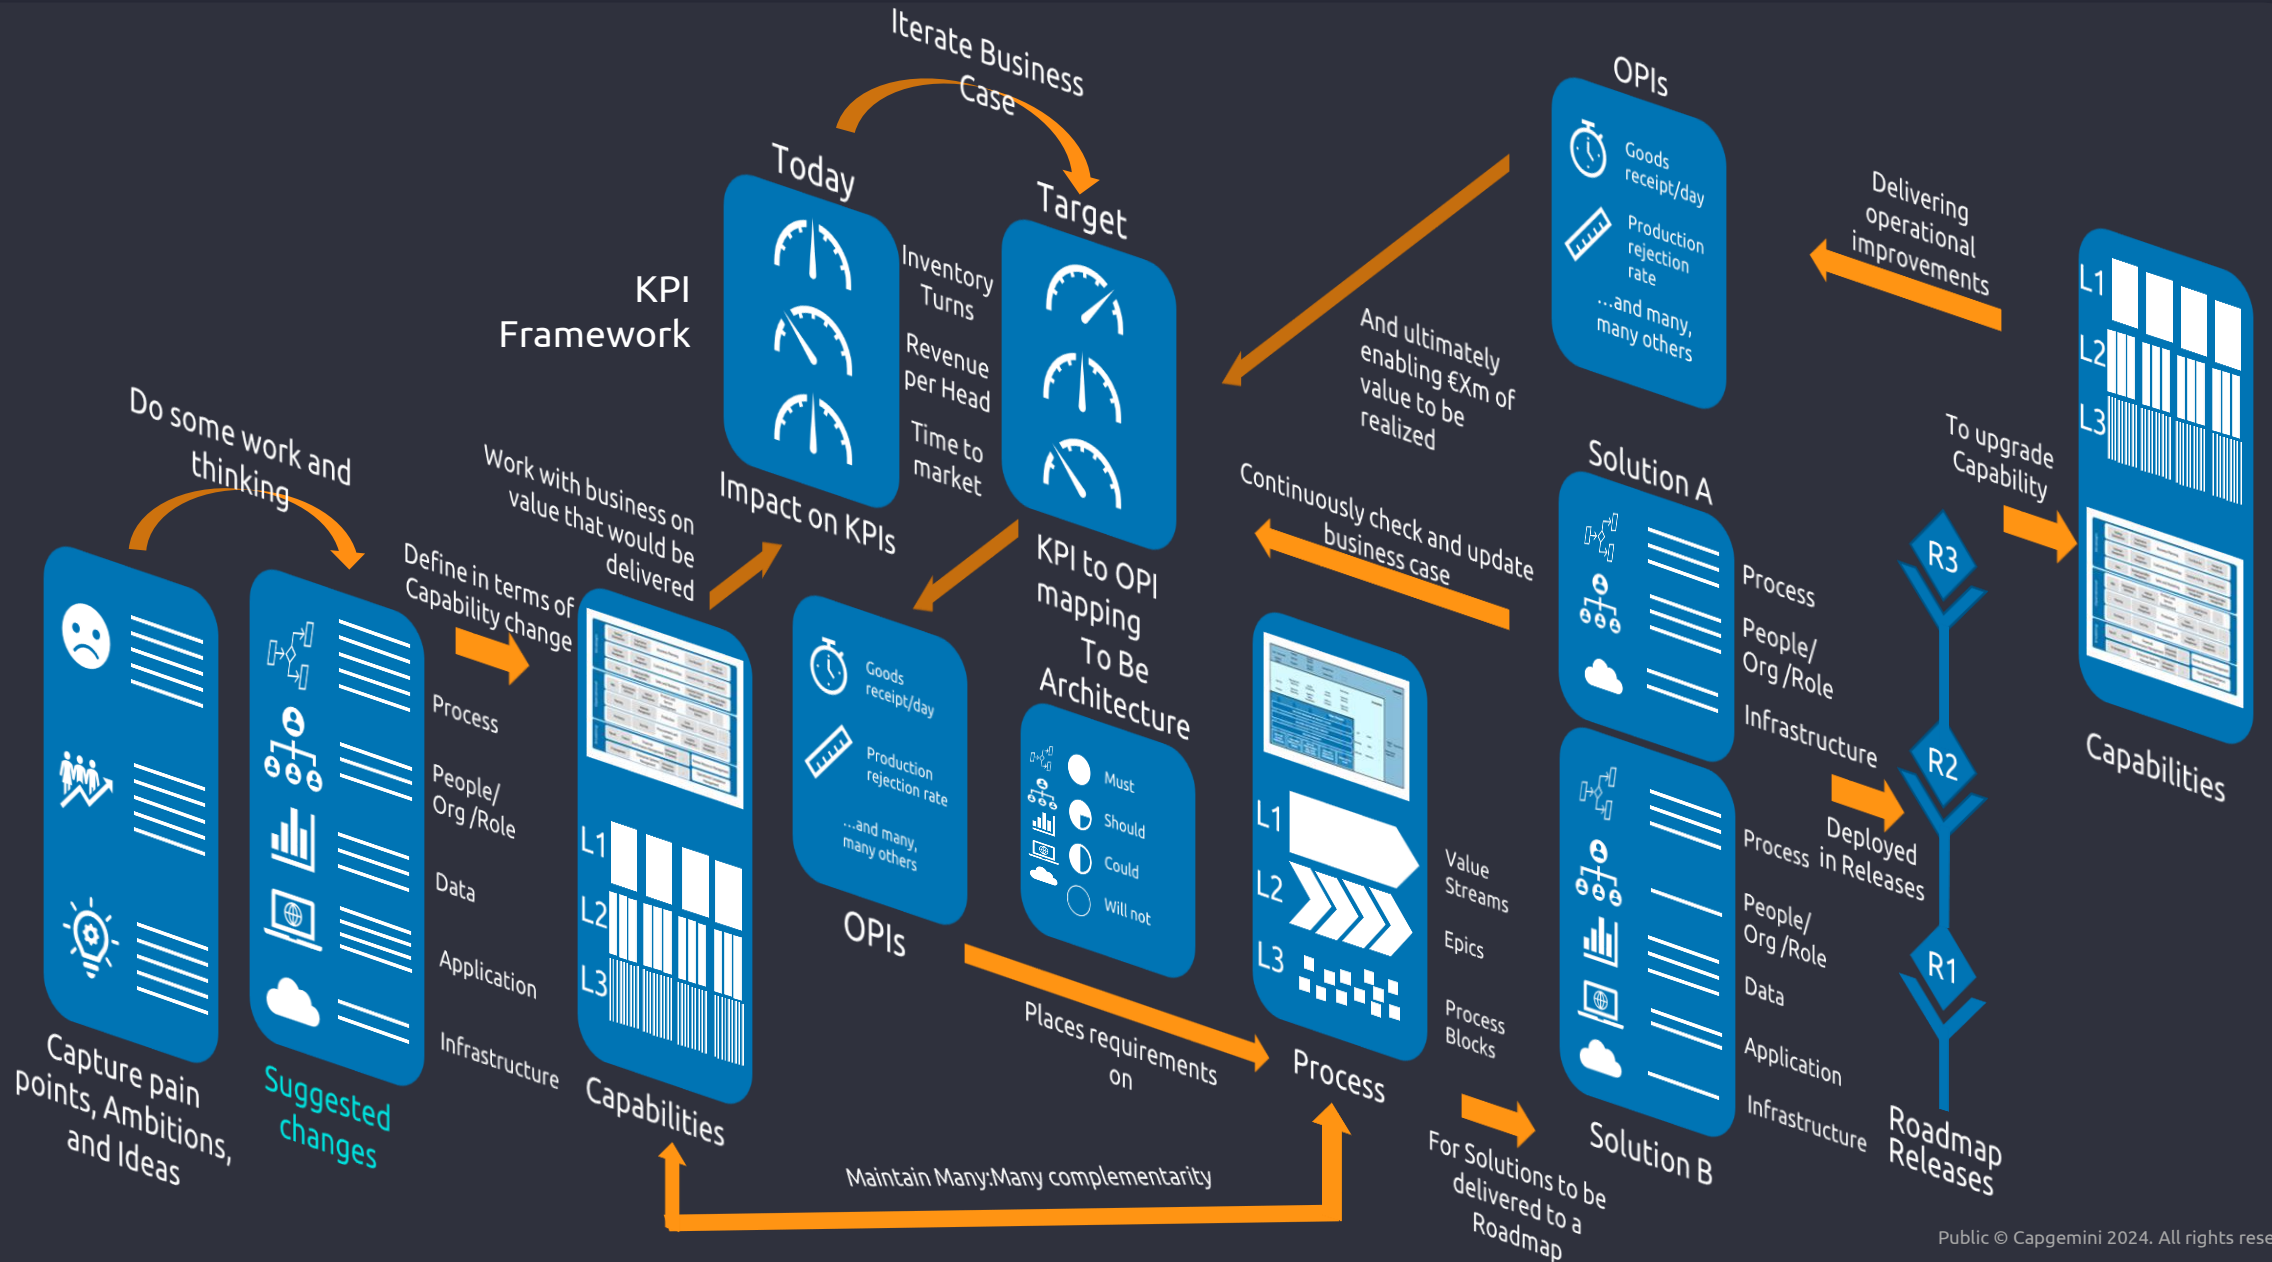 Iterate Business
Case
Today
Target
KPI
Framework
Inventory
Turns
Revenue
per Head
Time to
market
Impact on KPIs
KPI to OPI
mapping
To Be
Architecture
Do some work and
thinking
Capture pain
points, Ambitions,
and Ideas
Suggested
changes
Process
People/
Org /Role
Data
Application
Infrastructure
Define in terms of
Capability change
Work with business on
value that would be
delivered
L1
L2
L3
Capabilities
Goods
receipt/day
Production
rejection rate
...and many,
many others
OPIs
Must
Should
Could
Will not
Places requirements
on
Maintain Many:Many complementarity
L1
L2
L3
Value
Streams
Epics
Process
Blocks
Process
For Solutions to be
delivered to a
Roadmap
Solution A
Process
People/
Org /Role
Infrastructure
Process
People/
Org /Role
Data
Application
Infrastructure
Solution B
Continuously check and update
business case
And ultimately
enabling €Xm of
value to be
realized
OPIs
Goods
receipt/day
Production
rejection
rate
...and many,
many others
Delivering
operational
improvements
Deployed
in Releases
R3
R2
R1
Roadmap
Releases
To upgrade
Capability
L1
L2
L3
Capabilities
Public © Capgemini 2024. All rights rese